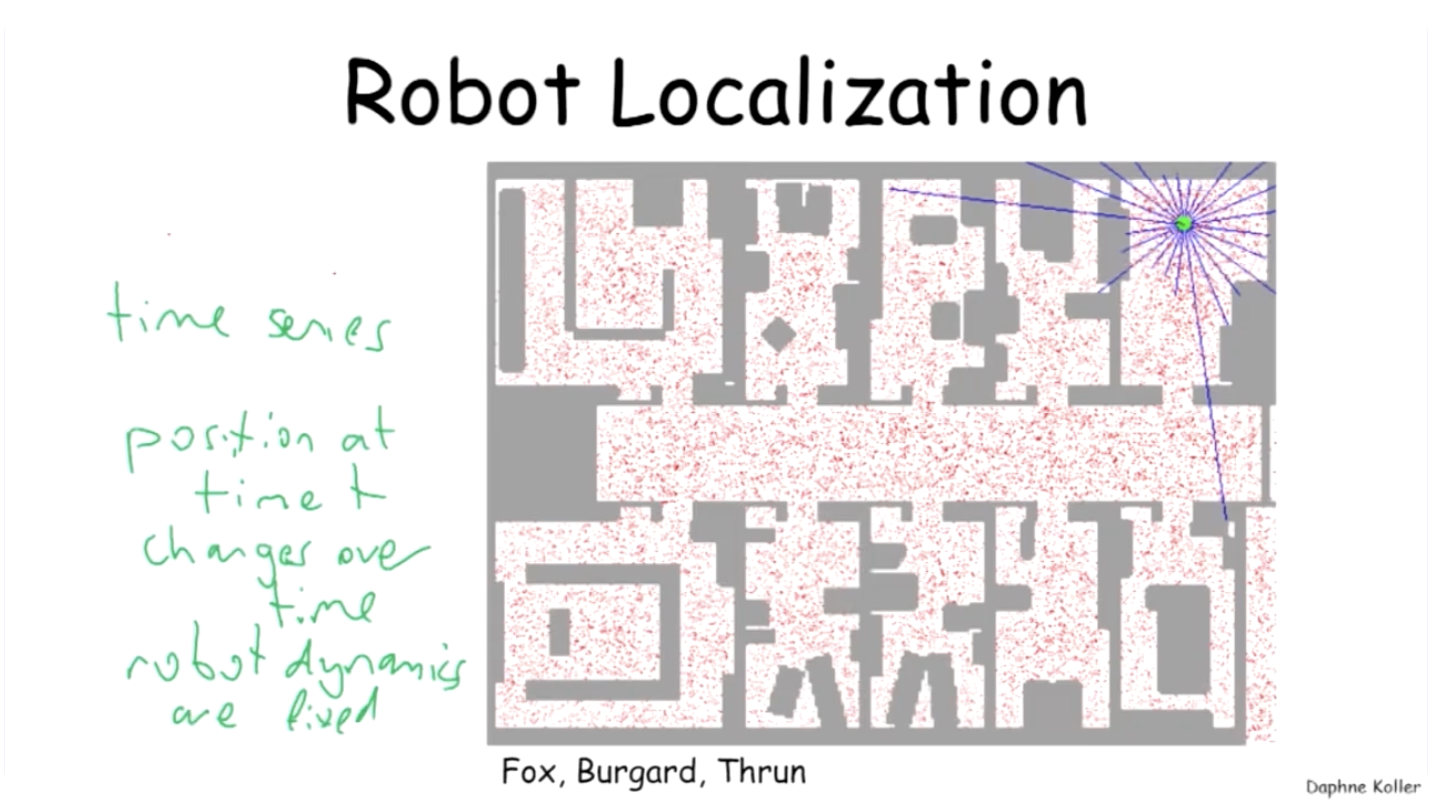 Robot Localization
time series
position at
time t
changes over
time
robot dynamics
are fixed
Fox, Burgard, Thrun
Daphne Koller